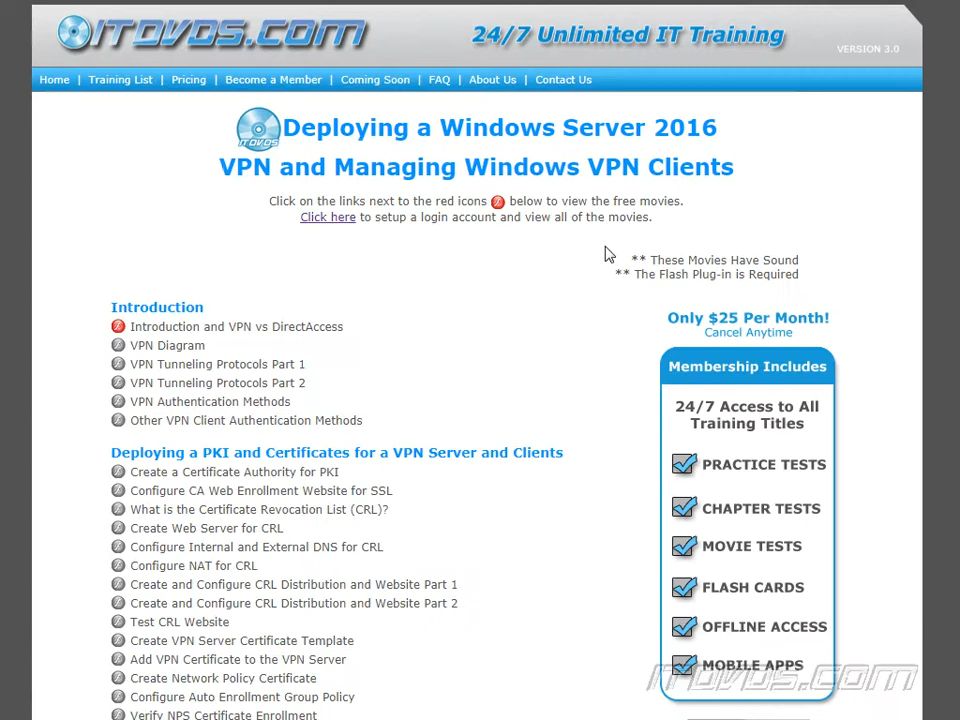 ITDVDS.COM
24/7 Unlimited IT Training
VERSION 3.0
Home | Training List | Pricing | Become a Member | Coming Soon | FAQ | About Us | Contact Us
ITDVDS
Deploying a Windows Server 2016
VPN and Managing Windows VPN Clients
Click on the links next to the red icons below to view the free movies.
Click here to setup a login account and view all of the movies.
** These Movies Have Sound
** The Flash Plug-in is Required
Introduction
Introduction and VPN vs DirectAccess
VPN Diagram
VPN Tunneling Protocols Part 1
VPN Tunneling Protocols Part 2
VPN Authentication Methods
Other VPN Client Authentication Methods
Deploying a PKI and Certificates for a VPN Server and Clients
Create a Certificate Authority for PKI
Configure CA Web Enrollment Website for SSL
What is the Certificate Revocation List (CRL)?
Create Web Server for CRL
Configure Internal and External DNS for CRL
Configure NAT for CRL
Create and Configure CRL Distribution and Website Part 1
Create and Configure CRL Distribution and Website Part 2
Test CRL Website
Create VPN Server Certificate Template
Add VPN Certificate to the VPN Server
Create Network Policy Certificate
Configure Auto Enrollment Group Policy
Verify NPS Certificate Enrollment
Only $25 Per Month!
Cancel Anytime
Membership Includes
24/7 Access to All
Training Titles
PRACTICE TESTS
CHAPTER TESTS
MOVIE TESTS
FLASH CARDS
OFFLINE ACCESS
MOBILE APPS
ITDVDS.COM